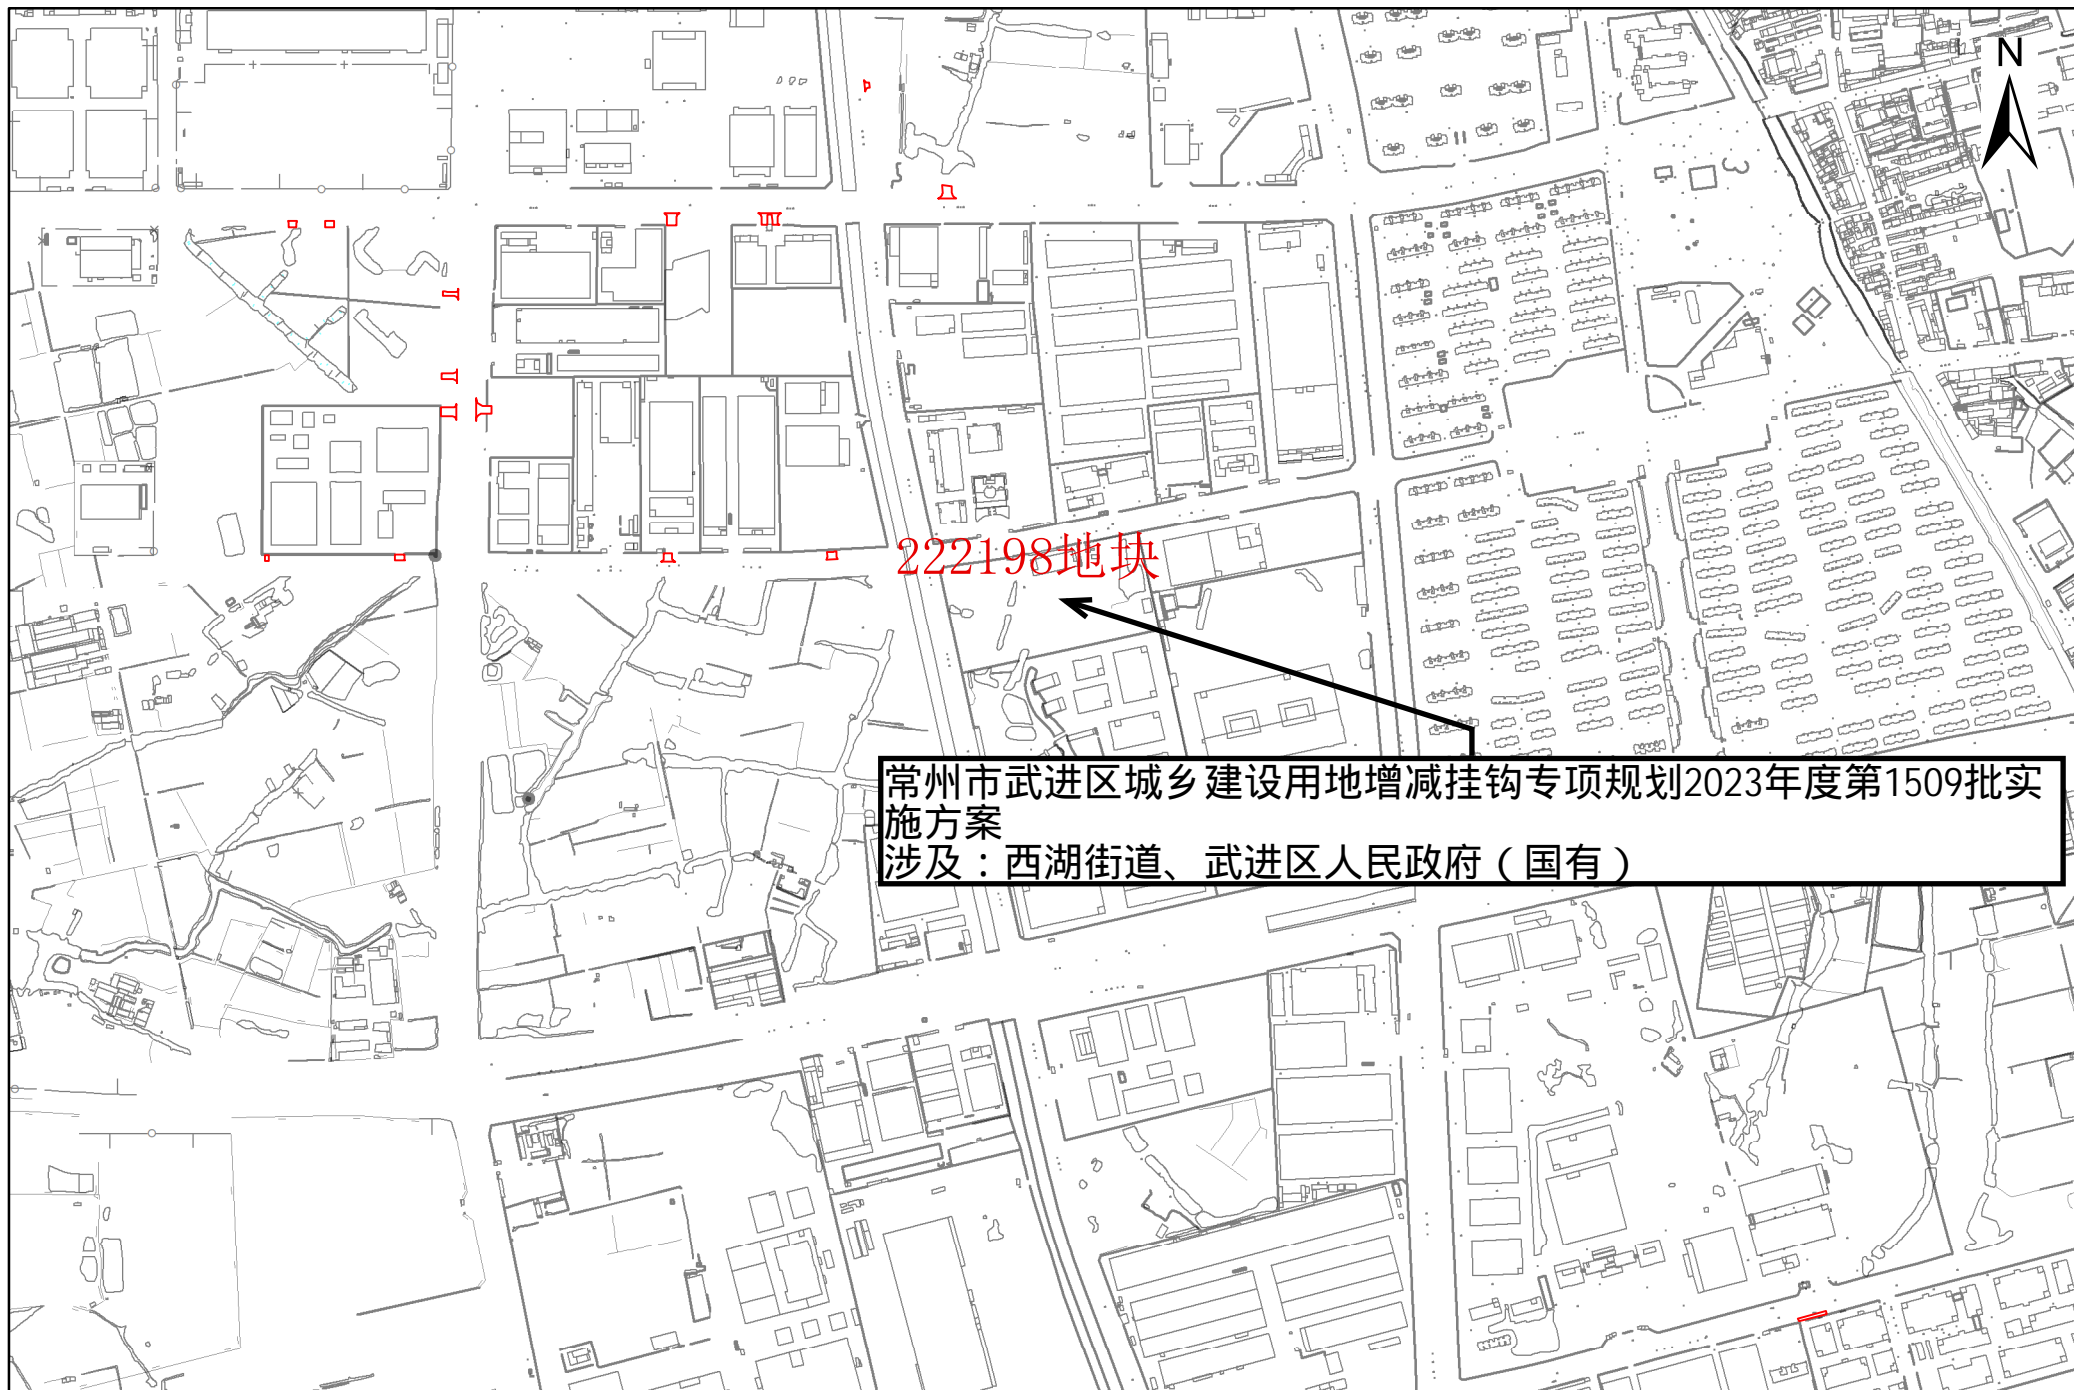 N
222198地块
常州市武进区城乡建设用地增减挂钩专项规划2023年度第1509批实
施方案
涉及：西湖街道、武进区人民政府（国有）